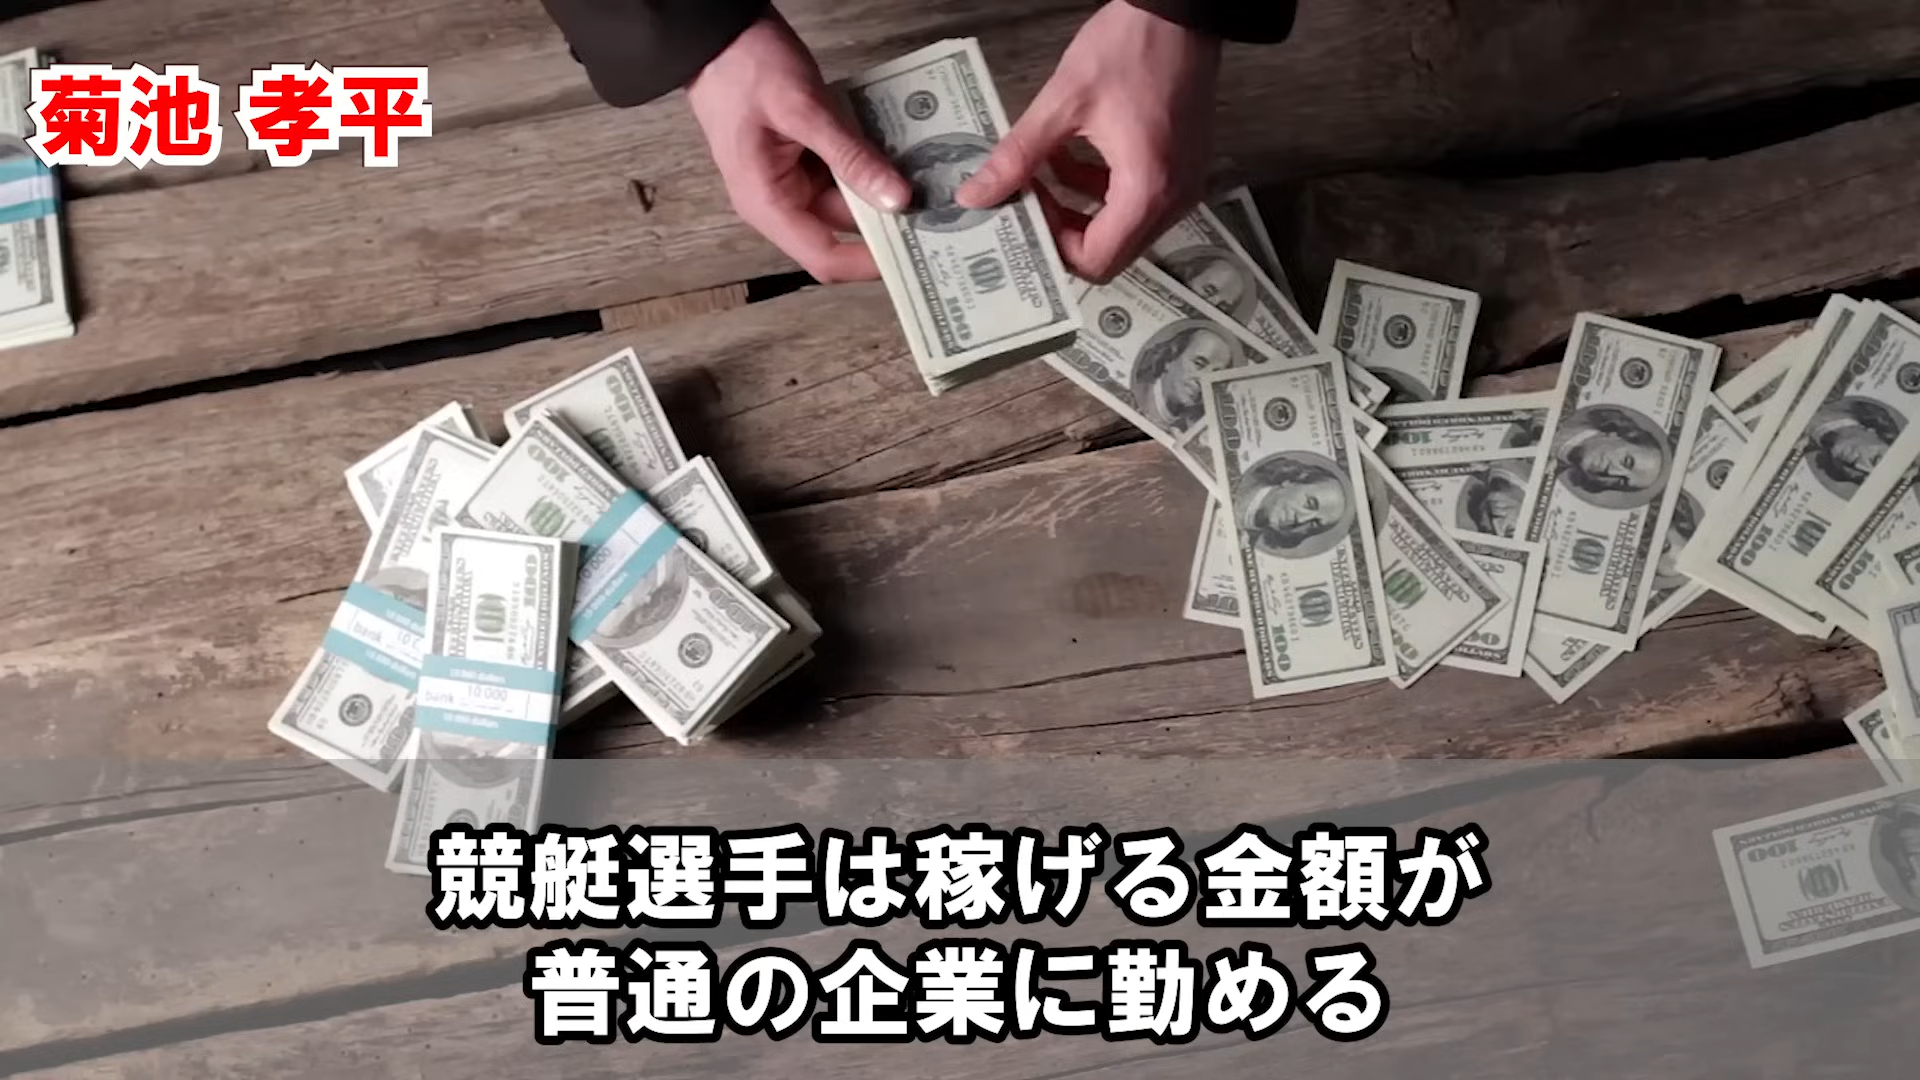 菊池 孝平
競艇選手は稼げる金額が
普通の企業に勤める